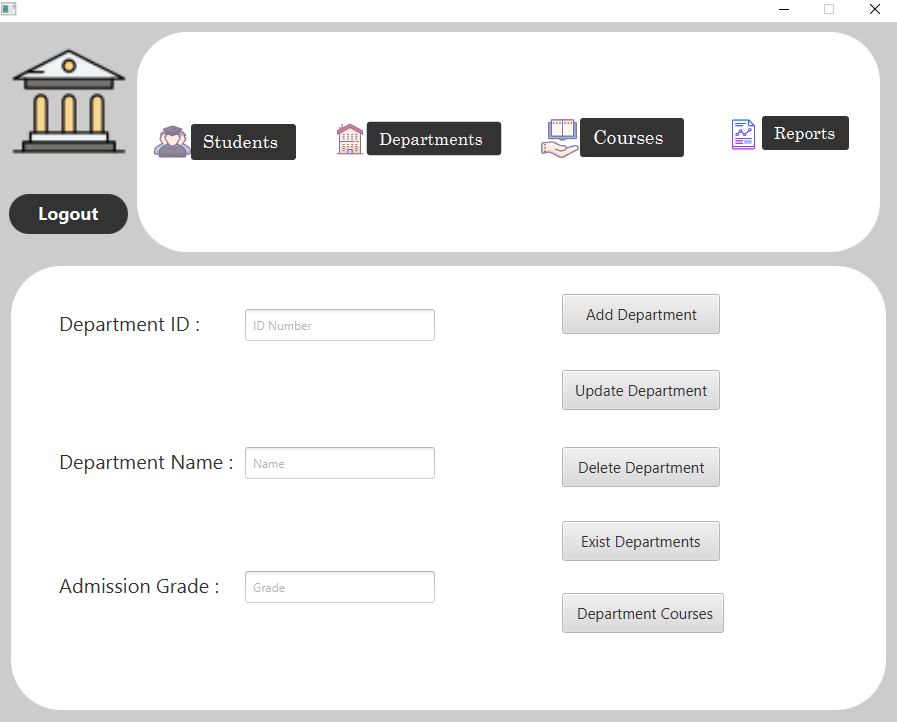 Students
Departments
Courses
Reports
Logout
Department ID :
ID Number
Add Department
Update Department
Department Name :
Name
Delete Department
Exist Departments
Admission Grade :
Grade
Department Courses